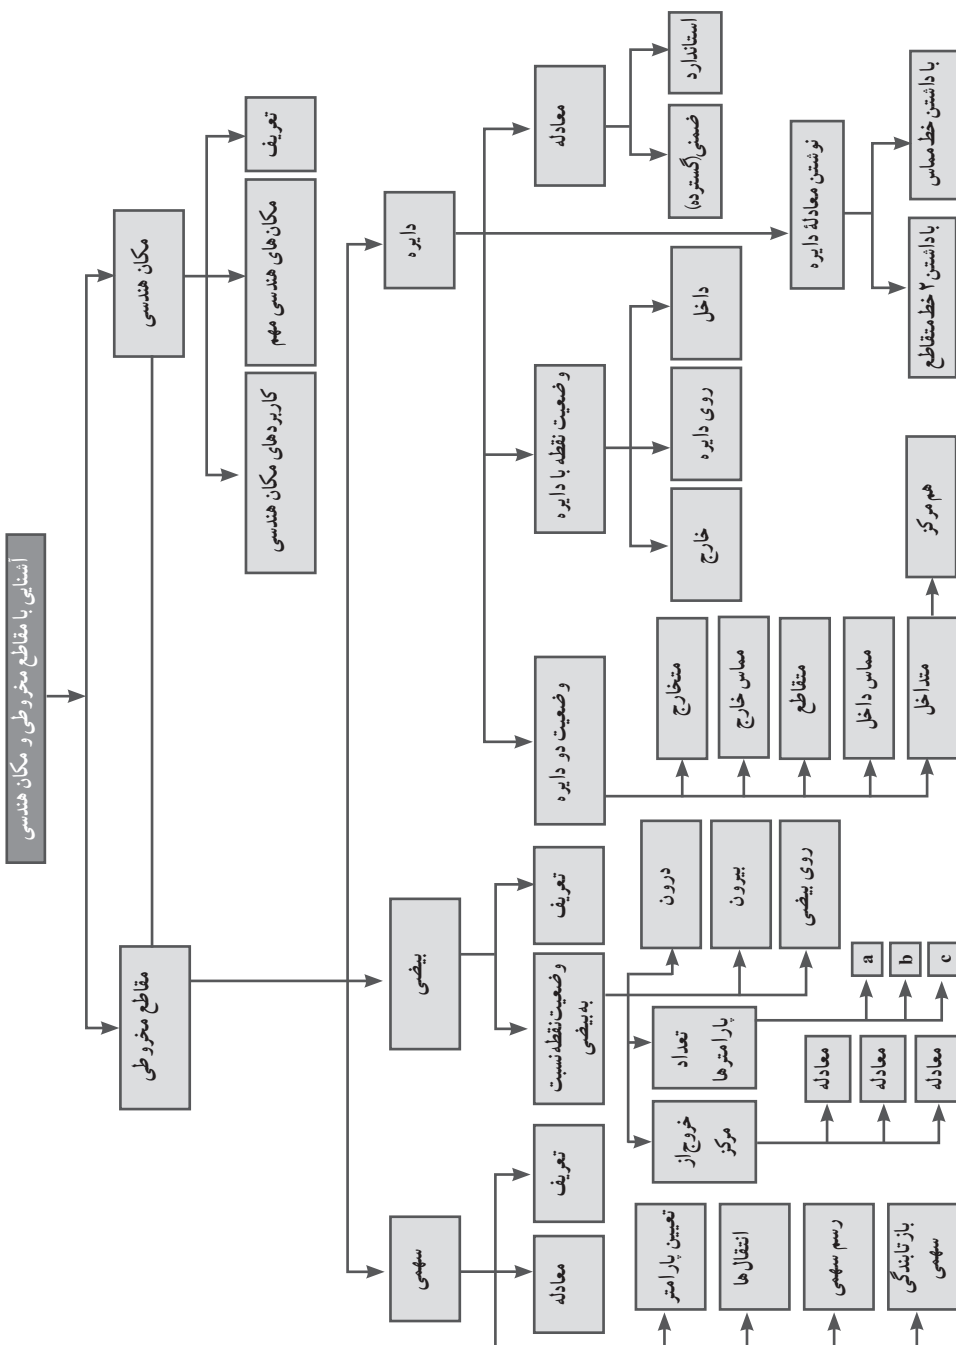 آشنایی با مقاطع مخروطی و مکان هندسی
مکان هندسی
مقاطع مخروطی
تعریف
مکان‌های هندسی مهم
کاربردهای مکان هندسی
دایره
بیضی
سهمی
معادله
وضعیت نقطه با دایره
وضعیت دو دایره
استاندارد
ضمنی (گسترده)
نوشتن معادلهٔ دایره
با داشتن خط مماس
با داشتن ۲ خط متقاطع
داخل
روی دایره
خارج
متخارج
مماس خارج
متقاطع
مماس داخل
متداخل
هم مرکز
تعریف
وضعیت نقطه نسبت
به بیضی
درون
بیرون
روی بیضی
تعداد
پارامترها
a
b
c
خروج از
مرکز
معادله
معادله
معادله
تعریف
معادله
تعیین پارامتر
انتقال‌ها
رسم سهمی
بازتابندگی
سهمی